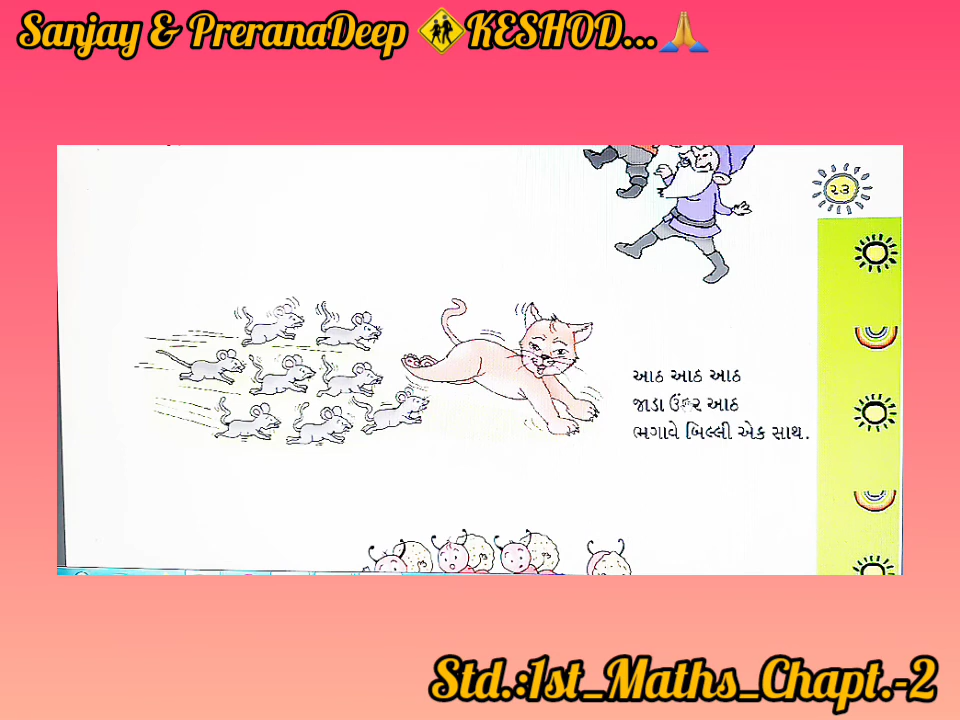 Sanjay & PreranaDeep KESHOD...
૨૩
આઠ આઠ આઠ
જાડા ઉંદર આઠ
ભગાવે બિલ્લી એક સાથ.
Std.:1st_Maths_Chapt.-2